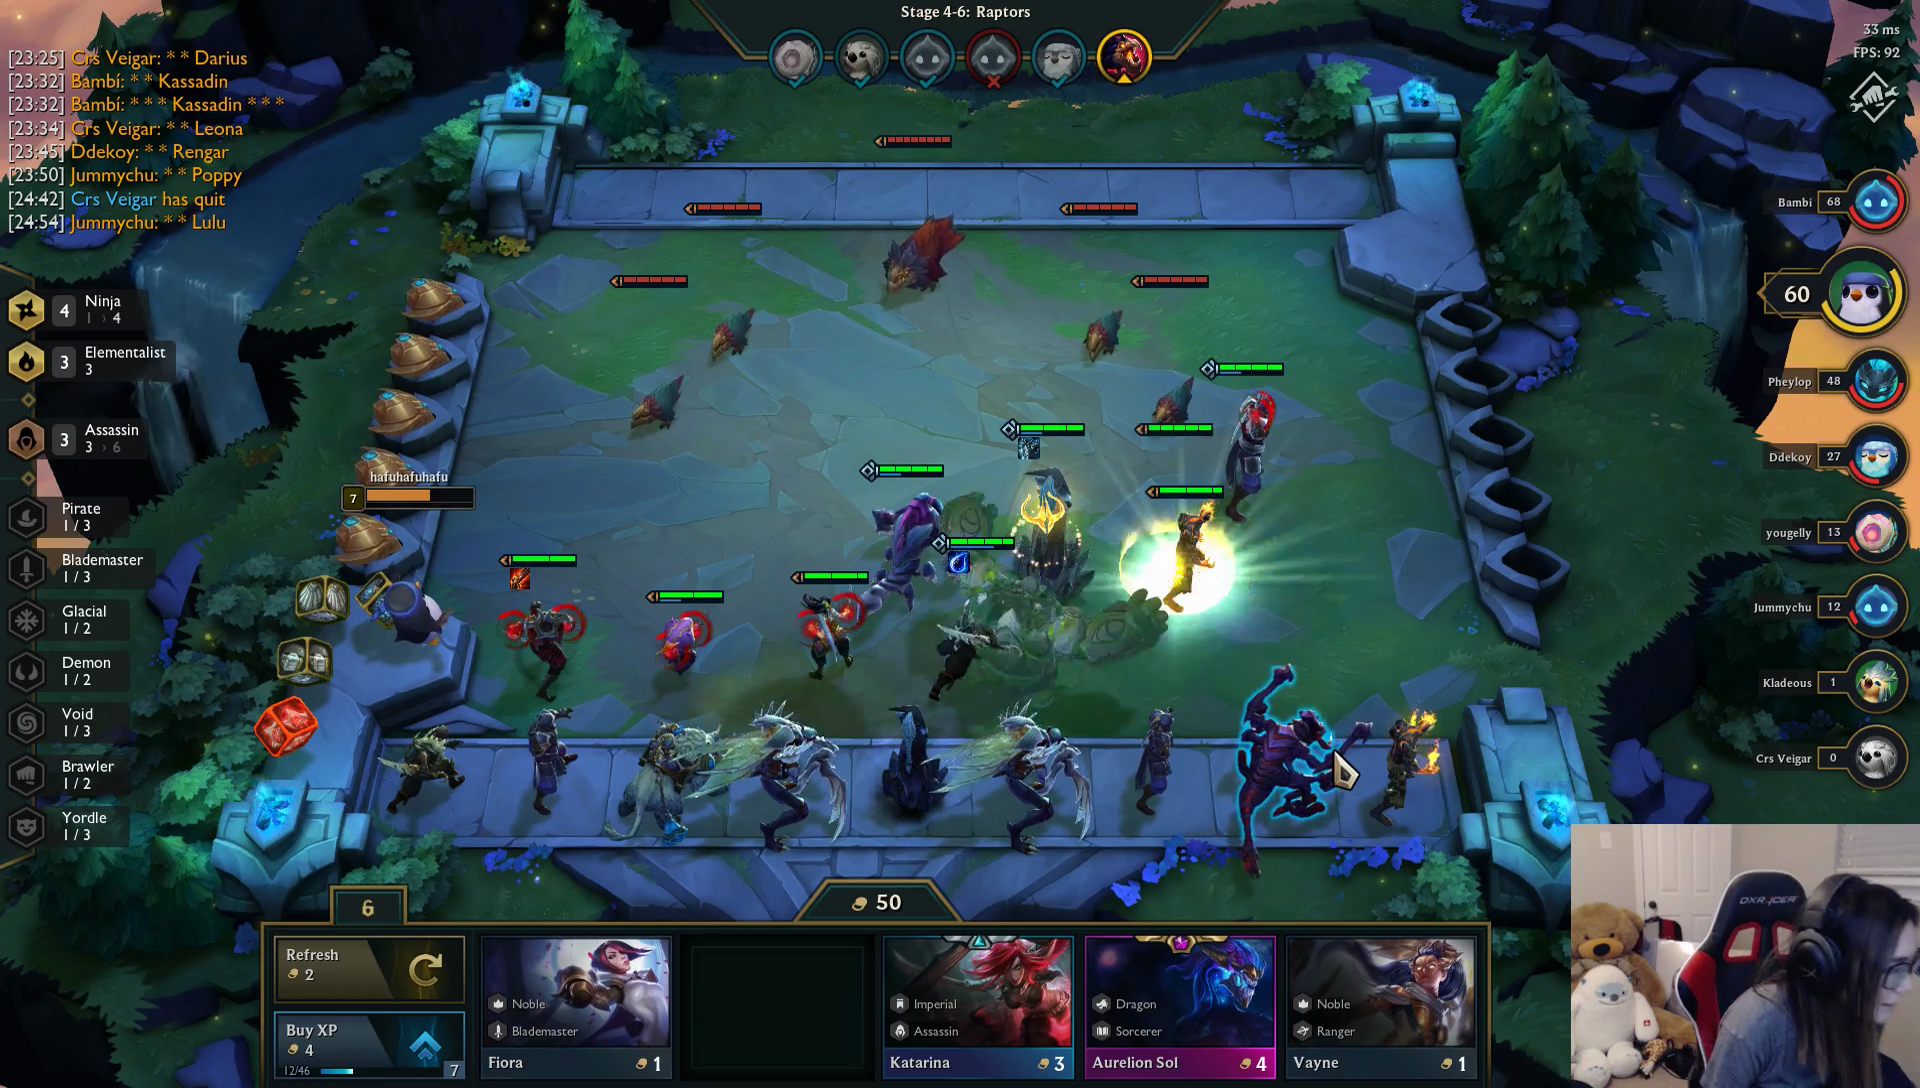 Stage 4-6: Raptors
33 ms
FPS: 92
[23:25] Crs Veigar: * * Darius
[23:32] Bambí: * * Kassadin
[23:32] Bambí: * * * Kassadin * * *
[23:34] Crs Veigar: * * Leona
[23:45] Ddekoy: * * Rengar
[23:50] Jummychu: * * Poppy
[24:42] Crs Veigar has quit
[24:54] Jummychu: * * Lulu
4 Ninja
1 › 4
3 Elementalist
3
3 Assassin
3 › 6
Pirate
1 / 3
Blademaster
1 / 3
Glacial
1 / 2
Demon
1 / 2
Void
1 / 3
Brawler
1 / 2
Yordle
1 / 3
hafuhafuhafu
7
Bambí 68
60
Pheylop 48
Ddekoy 27
yougelly 13
Jummychu 12
Kladeous 1
Crs Veigar 0
6
50
Refresh
2
Buy XP
4
12/46
7
Noble
Blademaster
Fiora 1
Imperial
Assassin
Katarina 3
Dragon
Sorcerer
Aurelion Sol 4
Noble
Ranger
Vayne 1
DXRACER